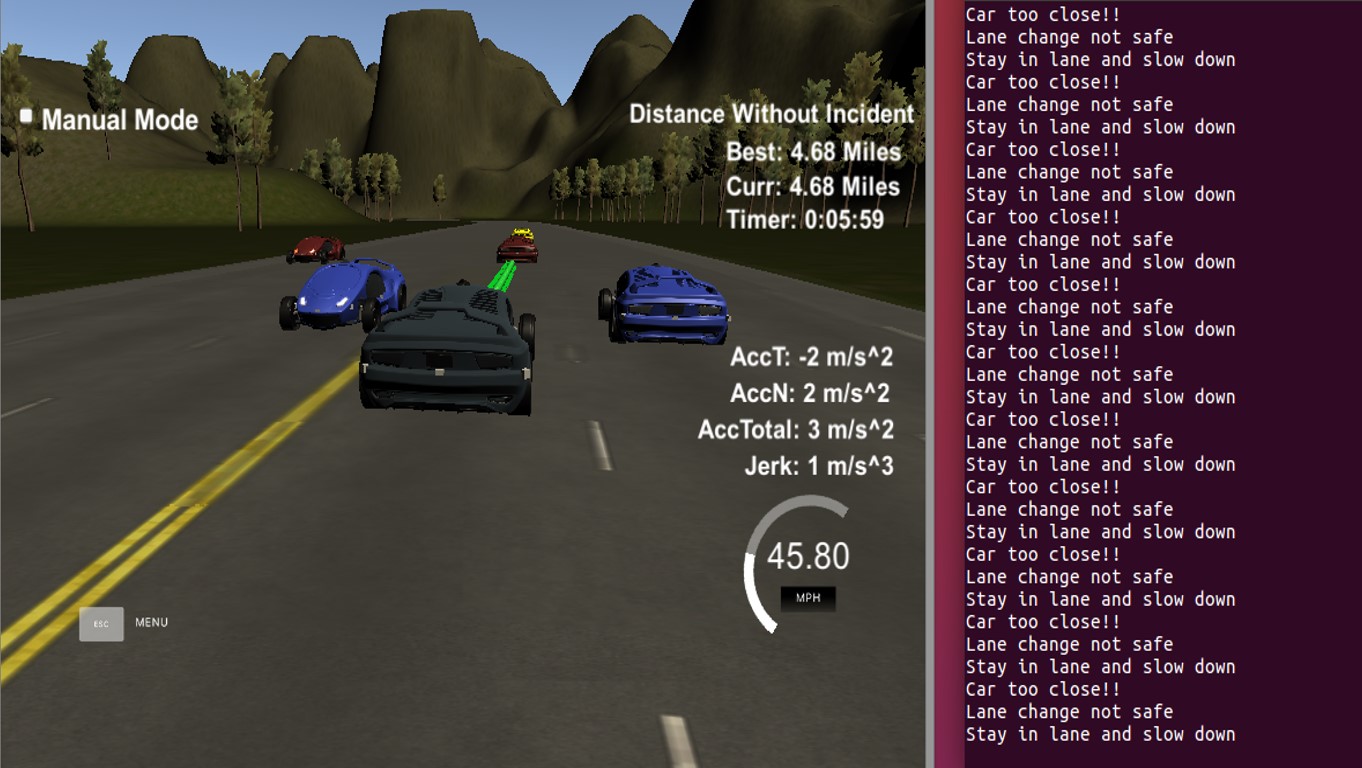 Manual Mode
Distance Without Incident
Best: 4.68 Miles
Curr: 4.68 Miles
Timer: 0:05:59
AccT: -2 m/s^2
AccN: 2 m/s^2
AccTotal: 3 m/s^2
Jerk: 1 m/s^3
45.80
MPH
ESC MENU
Car too close!!
Lane change not safe
Stay in lane and slow down
Car too close!!
Lane change not safe
Stay in lane and slow down
Car too close!!
Lane change not safe
Stay in lane and slow down
Car too close!!
Lane change not safe
Stay in lane and slow down
Car too close!!
Lane change not safe
Stay in lane and slow down
Car too close!!
Lane change not safe
Stay in lane and slow down
Car too close!!
Lane change not safe
Stay in lane and slow down
Car too close!!
Lane change not safe
Stay in lane and slow down
Car too close!!
Lane change not safe
Stay in lane and slow down
Car too close!!
Lane change not safe
Stay in lane and slow down
Car too close!!
Lane change not safe
Stay in lane and slow down